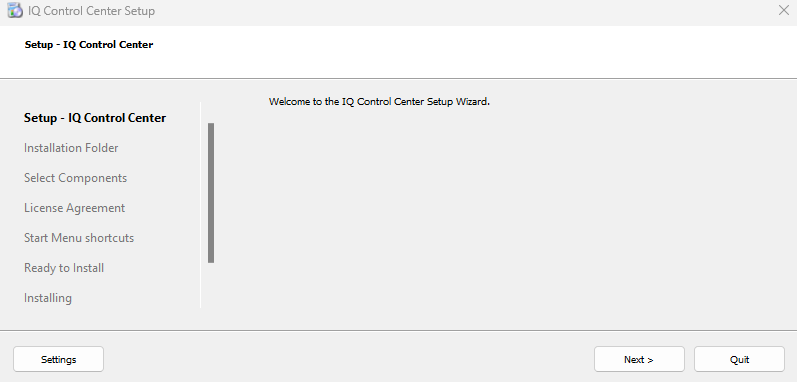 IQ Control Center Setup
Setup - IQ Control Center
Welcome to the IQ Control Center Setup Wizard.
Setup - IQ Control Center
Installation Folder
Select Components
License Agreement
Start Menu shortcuts
Ready to Install
Installing
Settings
Next >
Quit